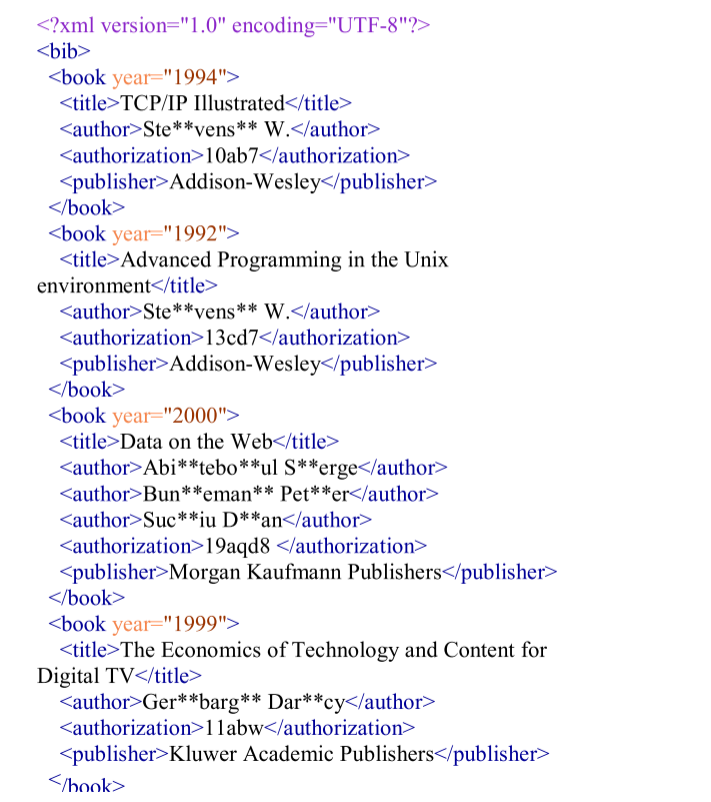 <?xml version="1.0" encoding="UTF-8"?>
<bib>
<book year="1994">
<title>TCP/IP Illustrated</title>
<author>Ste**vens** W.</author>
<authorization>10ab7</authorization>
<publisher>Addison-Wesley</publisher>
</book>
<book year="1992">
<title>Advanced Programming in the Unix
environment</title>
<author>Ste**vens** W.</author>
<authorization>13cd7</authorization>
<publisher>Addison-Wesley</publisher>
</book>
<book year="2000">
<title>Data on the Web</title>
<author>Abi**tebo**ul S**erge</author>
<author>Bun**eman** Pet**er</author>
<author>Suc**iu D**an</author>
<authorization>19aqd8 </authorization>
<publisher>Morgan Kaufmann Publishers</publisher>
</book>
<book year="1999">
<title>The Economics of Technology and Content for
Digital TV</title>
<author>Ger**barg** Dar**cy</author>
<authorization>11abw</authorization>
<publisher>Kluwer Academic Publishers</publisher>
</book>